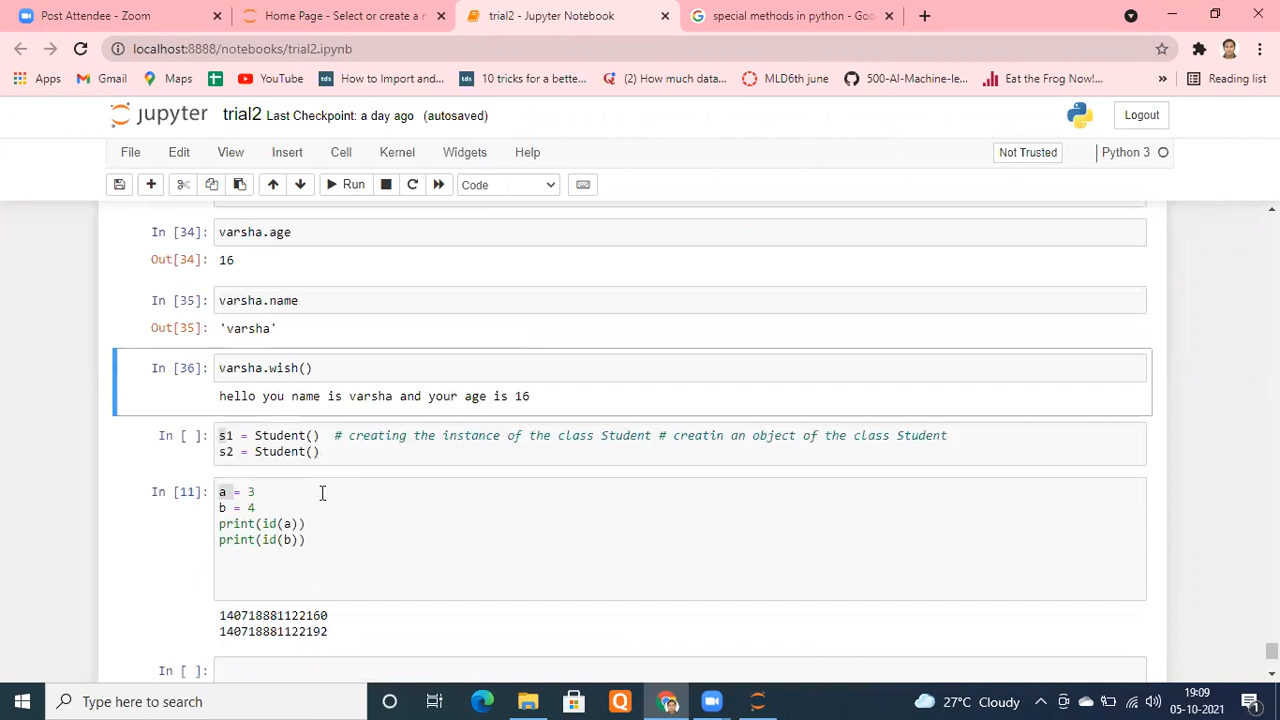 Post Attendee - Zoom
Home Page - Select or create a n
trial2 - Jupyter Notebook
special methods in python - Goo
localhost:8888/notebooks/trial2.ipynb
Apps
Gmail
Maps
YouTube
How to Import and...
10 tricks for a bette...
(2) How much data...
MLD6th june
500-AI-Machine-le...
Eat the Frog Now!...
»
Reading list
jupyter
trial2 Last Checkpoint: a day ago (autosaved)
Logout
File
Edit
View
Insert
Cell
Kernel
Widgets
Help
Not Trusted
Python 3
Run
Code
In [34]: varsha.age
Out[34]: 16
In [35]: varsha.name
Out[35]: 'varsha'
In [36]: varsha.wish()
hello you name is varsha and your age is 16
In [ ]: s1 = Student() # creating the instance of the class Student # creatin an object of the class Student
s2 = Student()
In [11]: a = 3
b = 4
print(id(a))
print(id(b))
140718881122160
140718881122192
In [ ]:
Type here to search
27°C Cloudy
19:09
05-10-2021